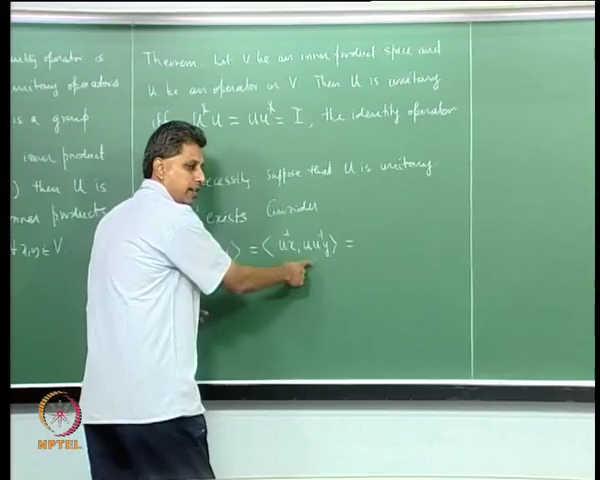 operator is
unitary operators
is a group
inner product
) then U is
inner products
∀ x,y ∈ V.
Theorem. Let V be an inner product space and
U be an operator on V. Then U is unitary
iff U*U = UU* = I, the identity operator
Suppose that U is unitary.
exists. Consider
⟩ = ⟨ , UU⁻¹y⟩ =
NPTEL